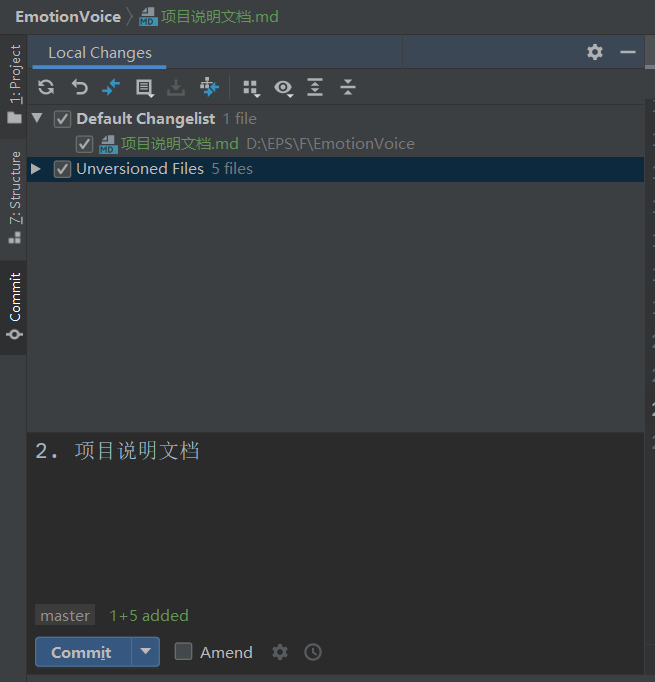 EmotionVoice 项目说明文档.md
1: Project
Local Changes
Default Changelist 1 file
项目说明文档.md D:\EPS\F\EmotionVoice
Unversioned Files 5 files
Z: Structure
Commit
2. 项目说明文档
master 1+5 added
Commit Amend